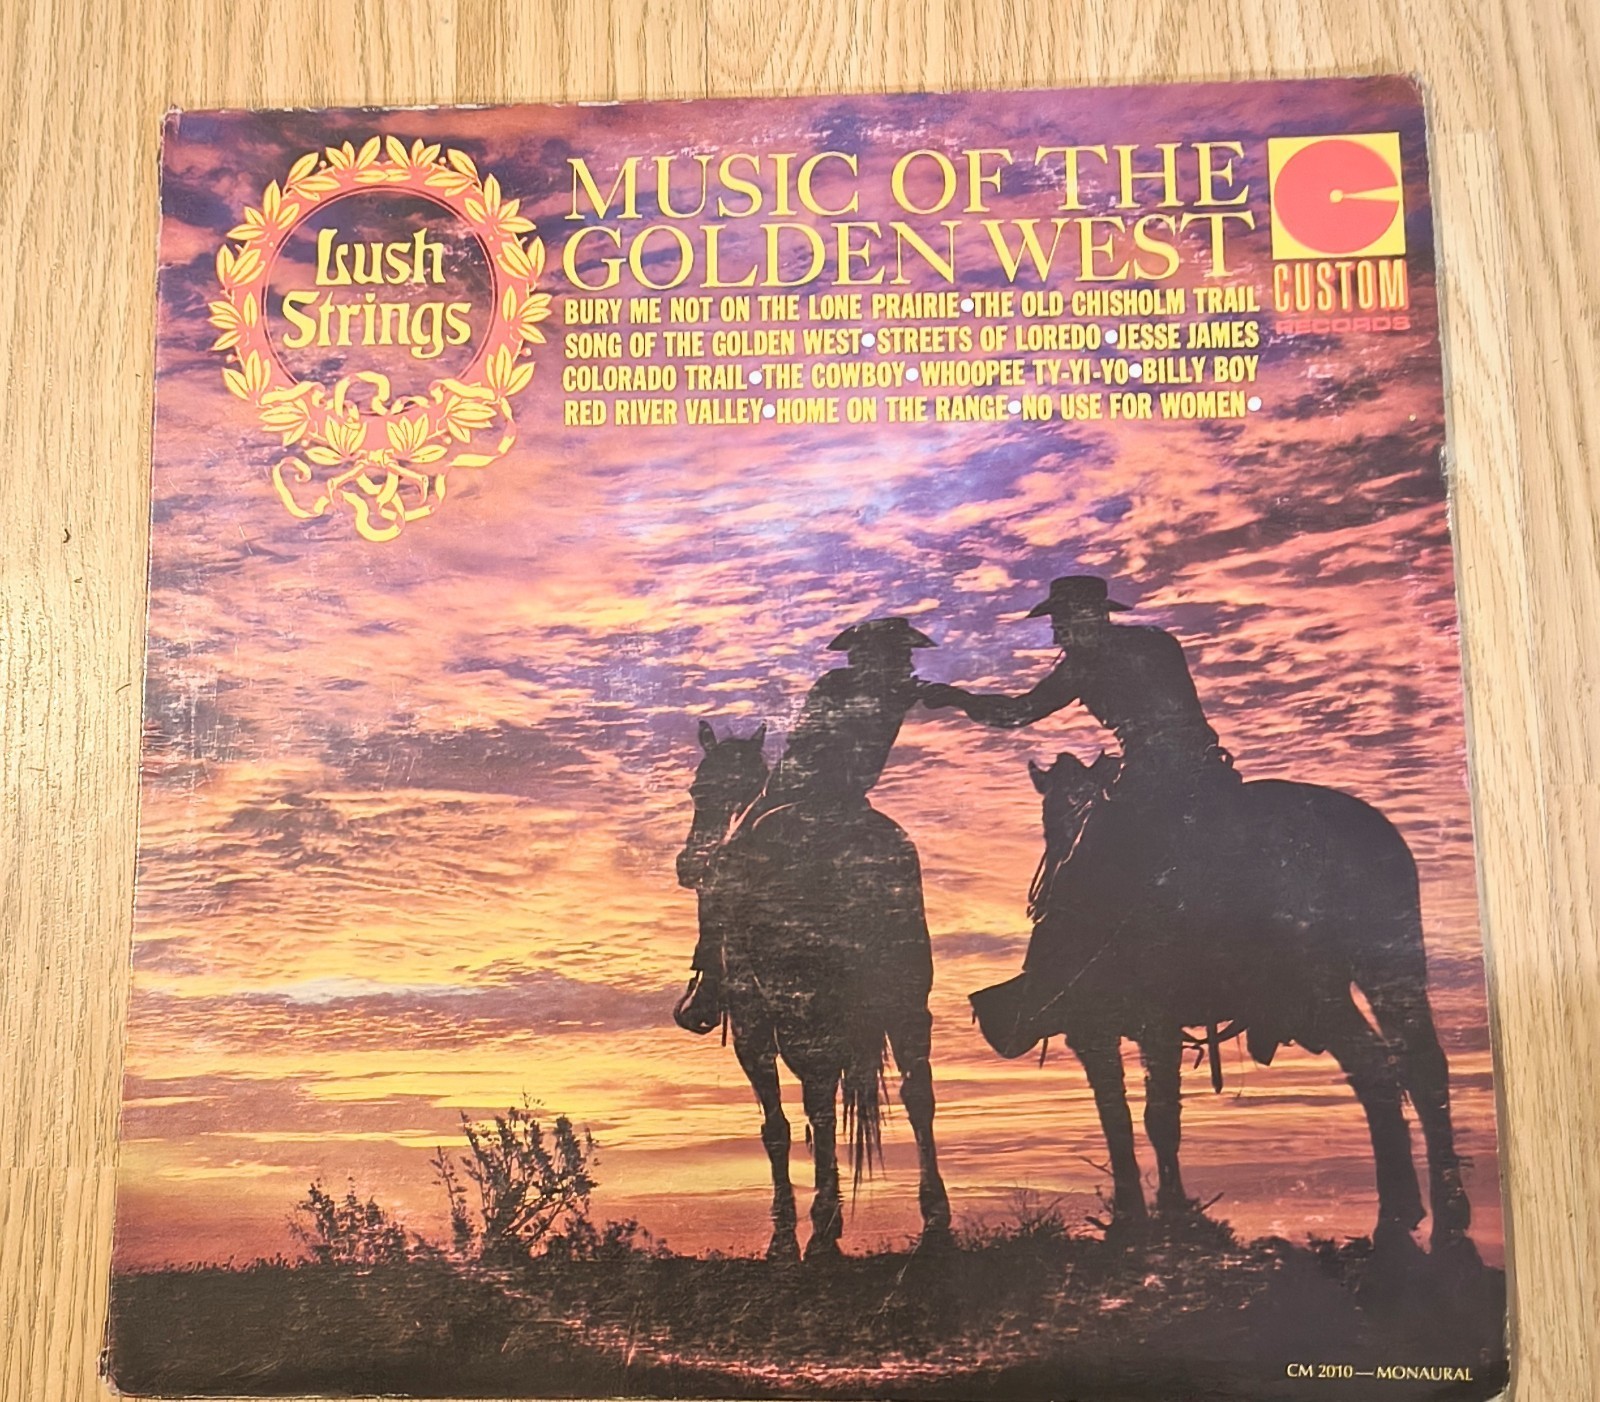 Lush
Strings
MUSIC OF THE
GOLDEN WEST
BURY ME NOT ON THE LONE PRAIRIE•THE OLD CHISHOLM TRAIL
SONG OF THE GOLDEN WEST•STREETS OF LOREDO•JESSE JAMES
COLORADO TRAIL•THE COWBOY•WHOOPEE TY-YI-YO•BILLY BOY
RED RIVER VALLEY•HOME ON THE RANGE•NO USE FOR WOMEN•
CUSTOM
RECORDS
CM 2010—MONAURAL